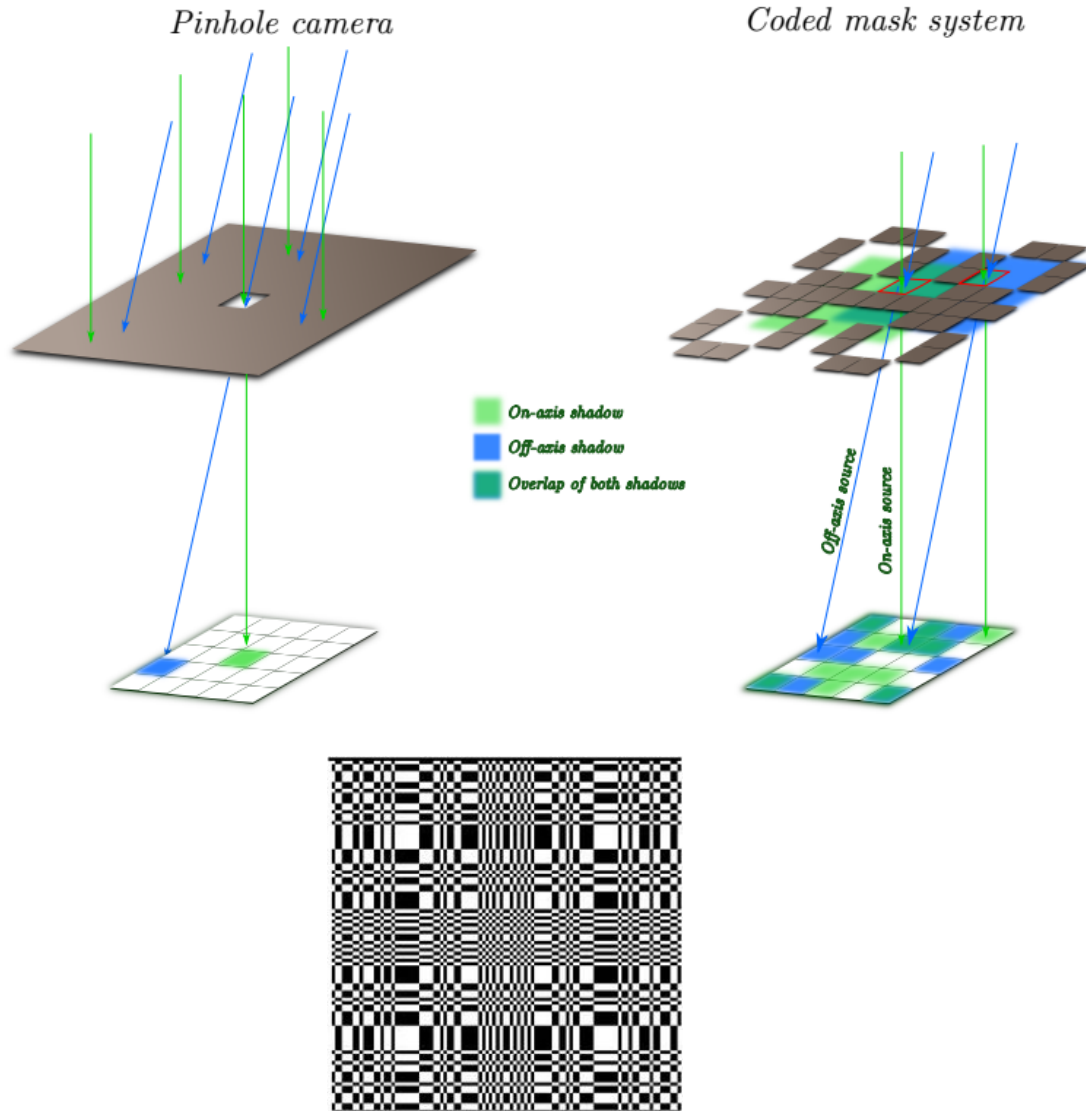 Pinhole camera
Coded mask system
On-axis shadow
Off-axis shadow
Overlap of both shadows
Off-axis source
On-axis source